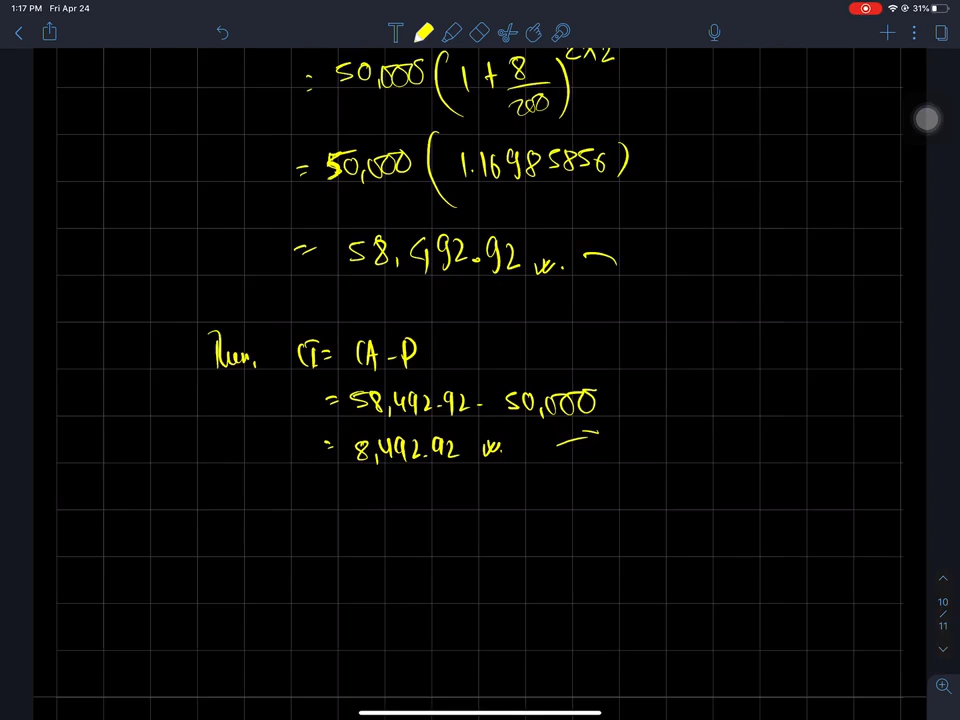 1:17 PM Fri Apr 24
31%
T
= 50,000 ( 1 + 8/200 )^2×2
= 50,000 ( 1.16985856 )
= 58,492.92
Then, CI = CA - P
= 58,492.92 - 50,000
= 8,492.92
10
/
11